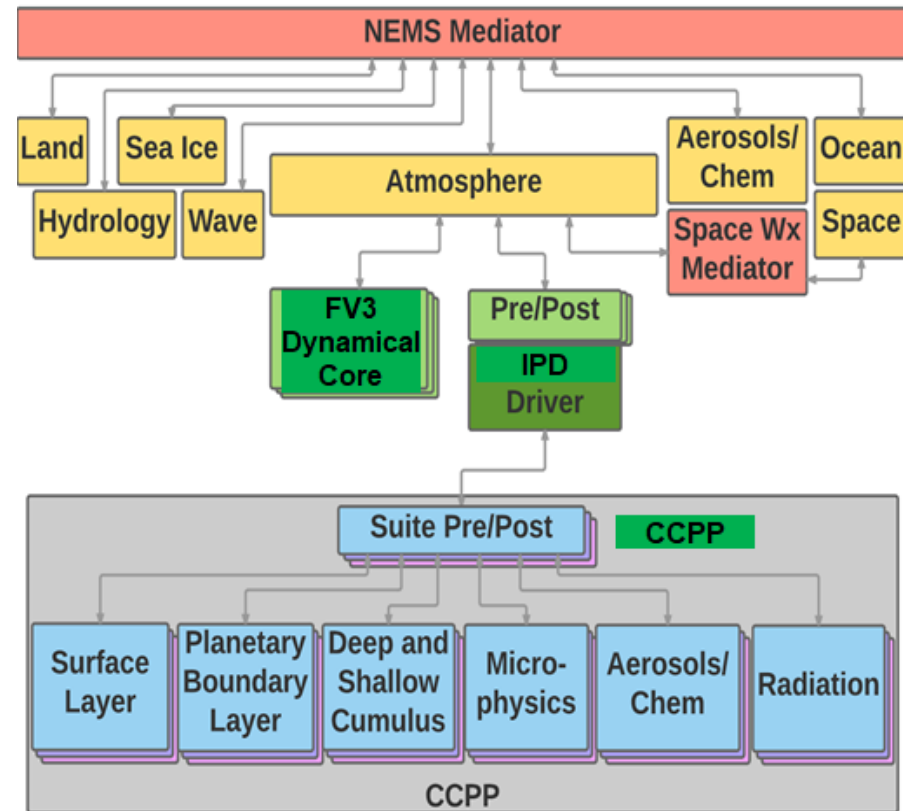 NEMS Mediator
Land
Sea Ice
Aerosols/
Chem
Ocean
Atmosphere
Hydrology
Wave
Space Wx
Mediator
Space
FV3
Dynamical
Core
Pre/Post
IPD
Driver
Suite Pre/Post
CCPP
Surface
Layer
Planetary
Boundary
Layer
Deep and
Shallow
Cumulus
Micro-
physics
Aerosols/
Chem
Radiation
CCPP